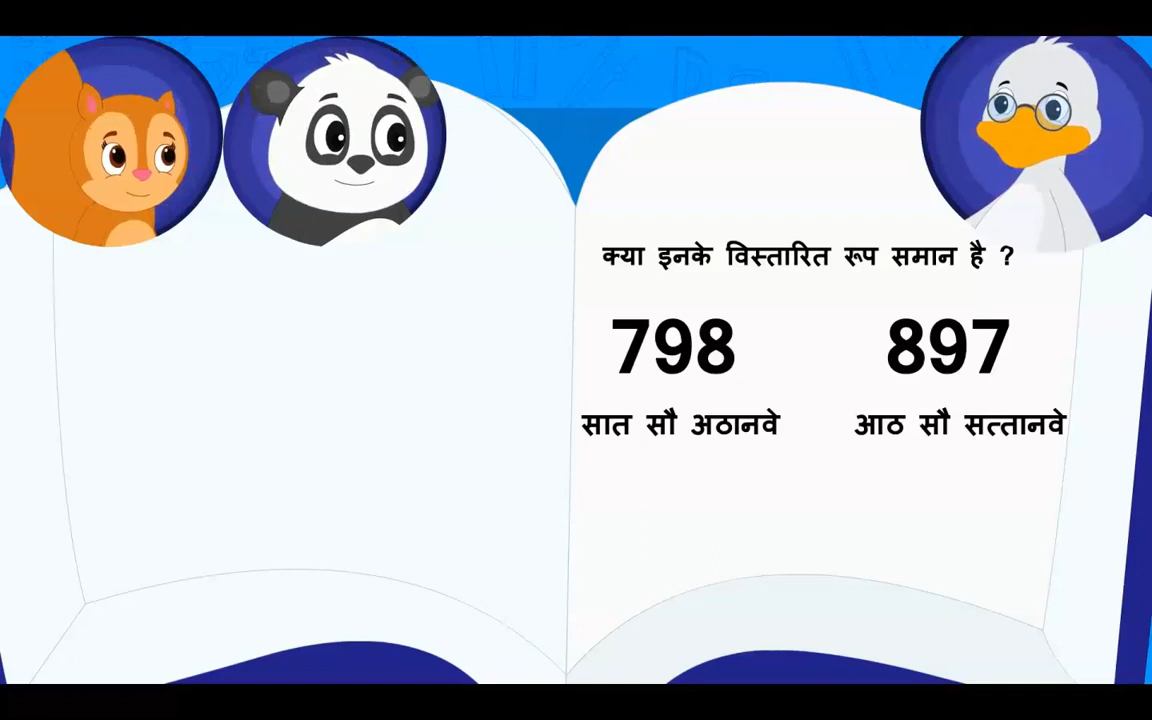 क्या इनके विस्तारित रूप समान है ?
798 897
सात सौ अठानवे आठ सौ सत्तानवे